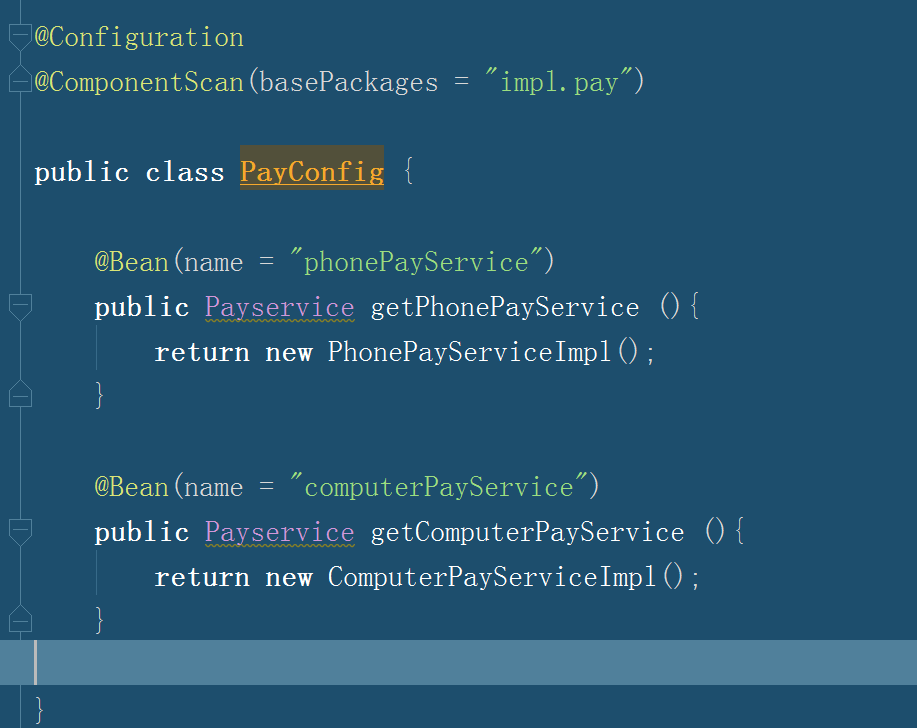 @Configuration
@ComponentScan(basePackages = "impl.pay")
public class PayConfig {
@Bean(name = "phonePayService")
public Payservice getPhonePayService (){
return new PhonePayServiceImpl();
}
@Bean(name = "computerPayService")
public Payservice getComputerPayService (){
return new ComputerPayServiceImpl();
}
}